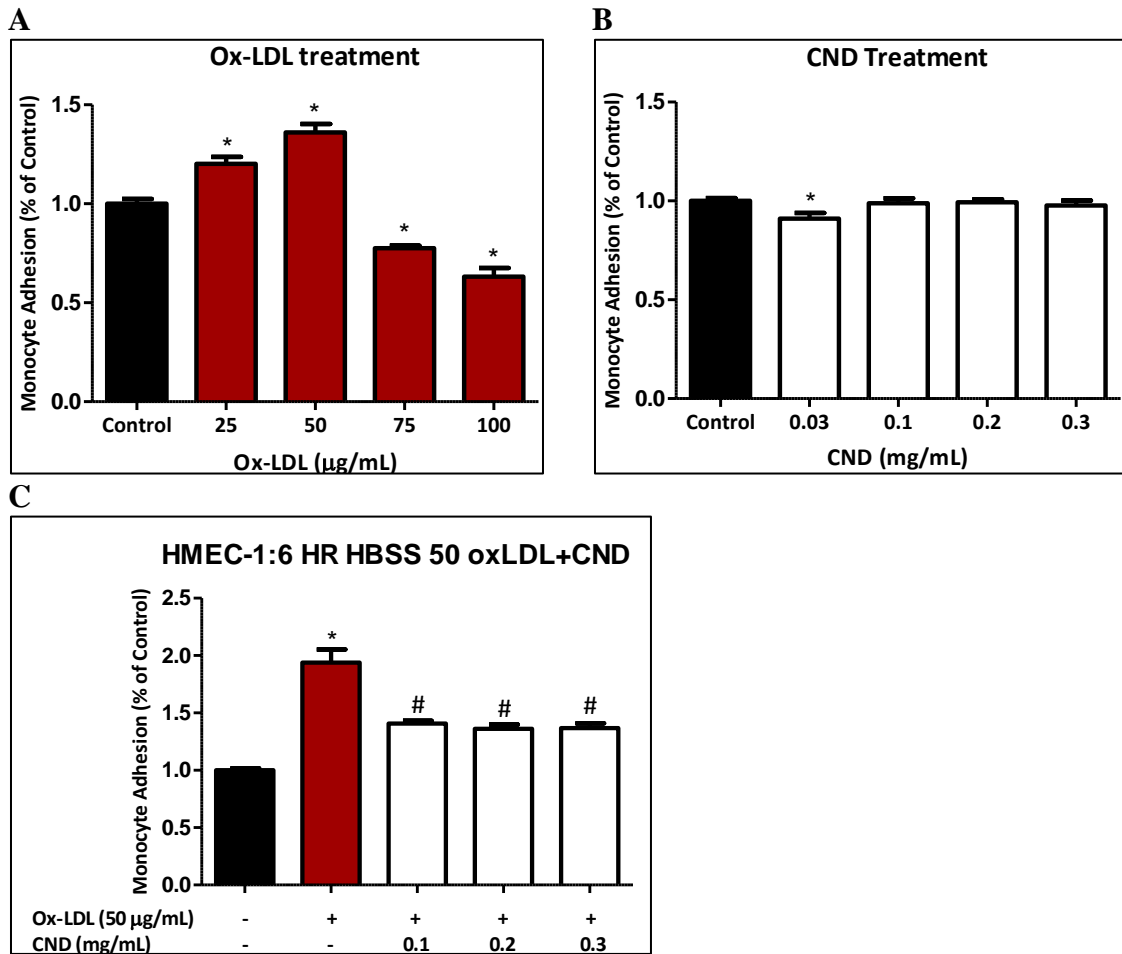 A
Ox-LDL treatment
Monocyte Adhesion (% of Control)
1.5
1.0
0.5
0.0
* * * *
Control 25 50 75 100
Ox-LDL (μg/mL)
B
CND Treatment
Monocyte Adhesion (% of Control)
1.5
1.0
0.5
0.0
*
Control 0.03 0.1 0.2 0.3
CND (mg/mL)
C
HMEC-1:6 HR HBSS 50 oxLDL+CND
Monocyte Adhesion (% of Control)
2.5
2.0
1.5
1.0
0.5
0.0
* # # #
Ox-LDL (50 μg/mL) - + + + +
CND (mg/mL) - - 0.1 0.2 0.3